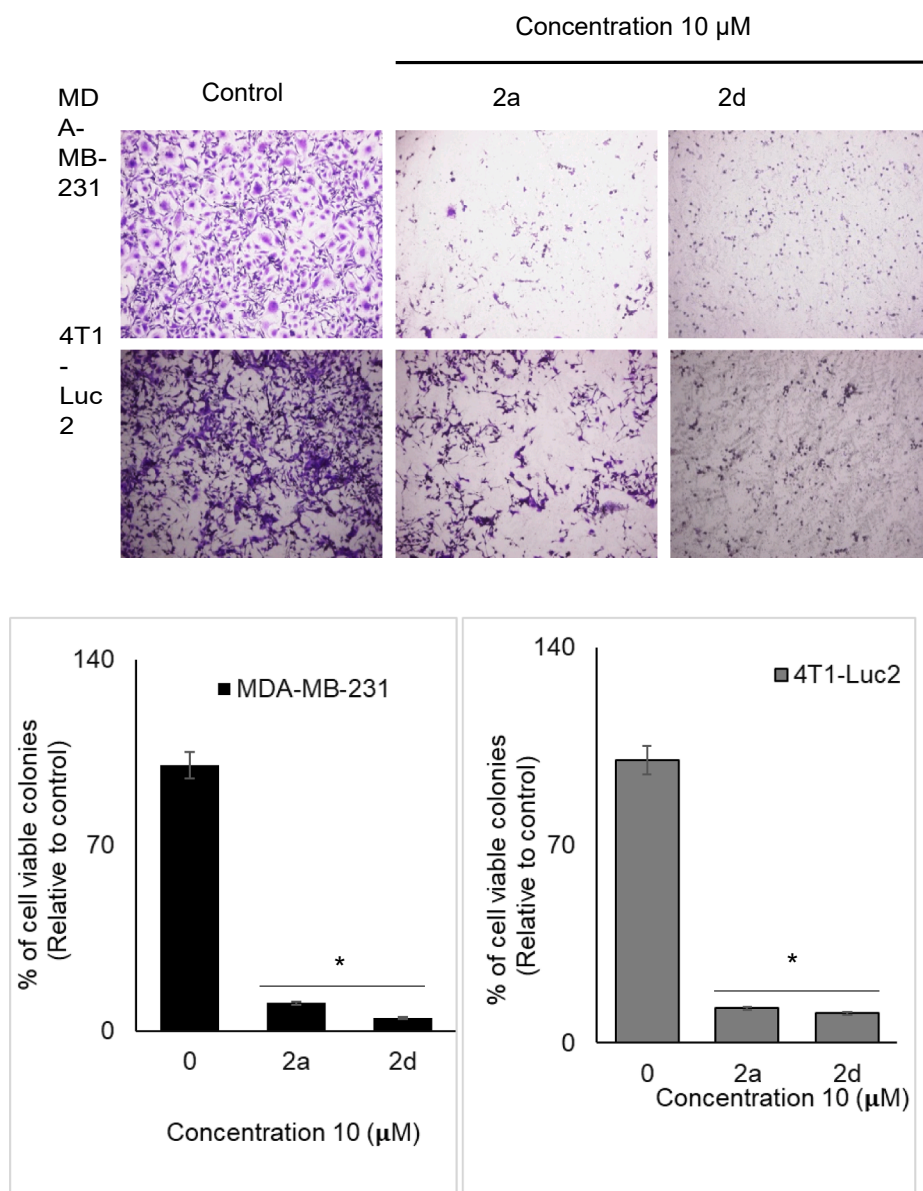 Concentration 10 µM
Control
2a
2d
MD
A-
MB-
231
4T1
-
Luc
2
140
70
0
% of cell viable colonies
(Relative to control)
MDA-MB-231
*
0
2a
2d
Concentration 10 (µM)
140
70
0
% of cell viable colonies
(Relative to control)
4T1-Luc2
*
0
2a
2d
Concentration 10 (µM)